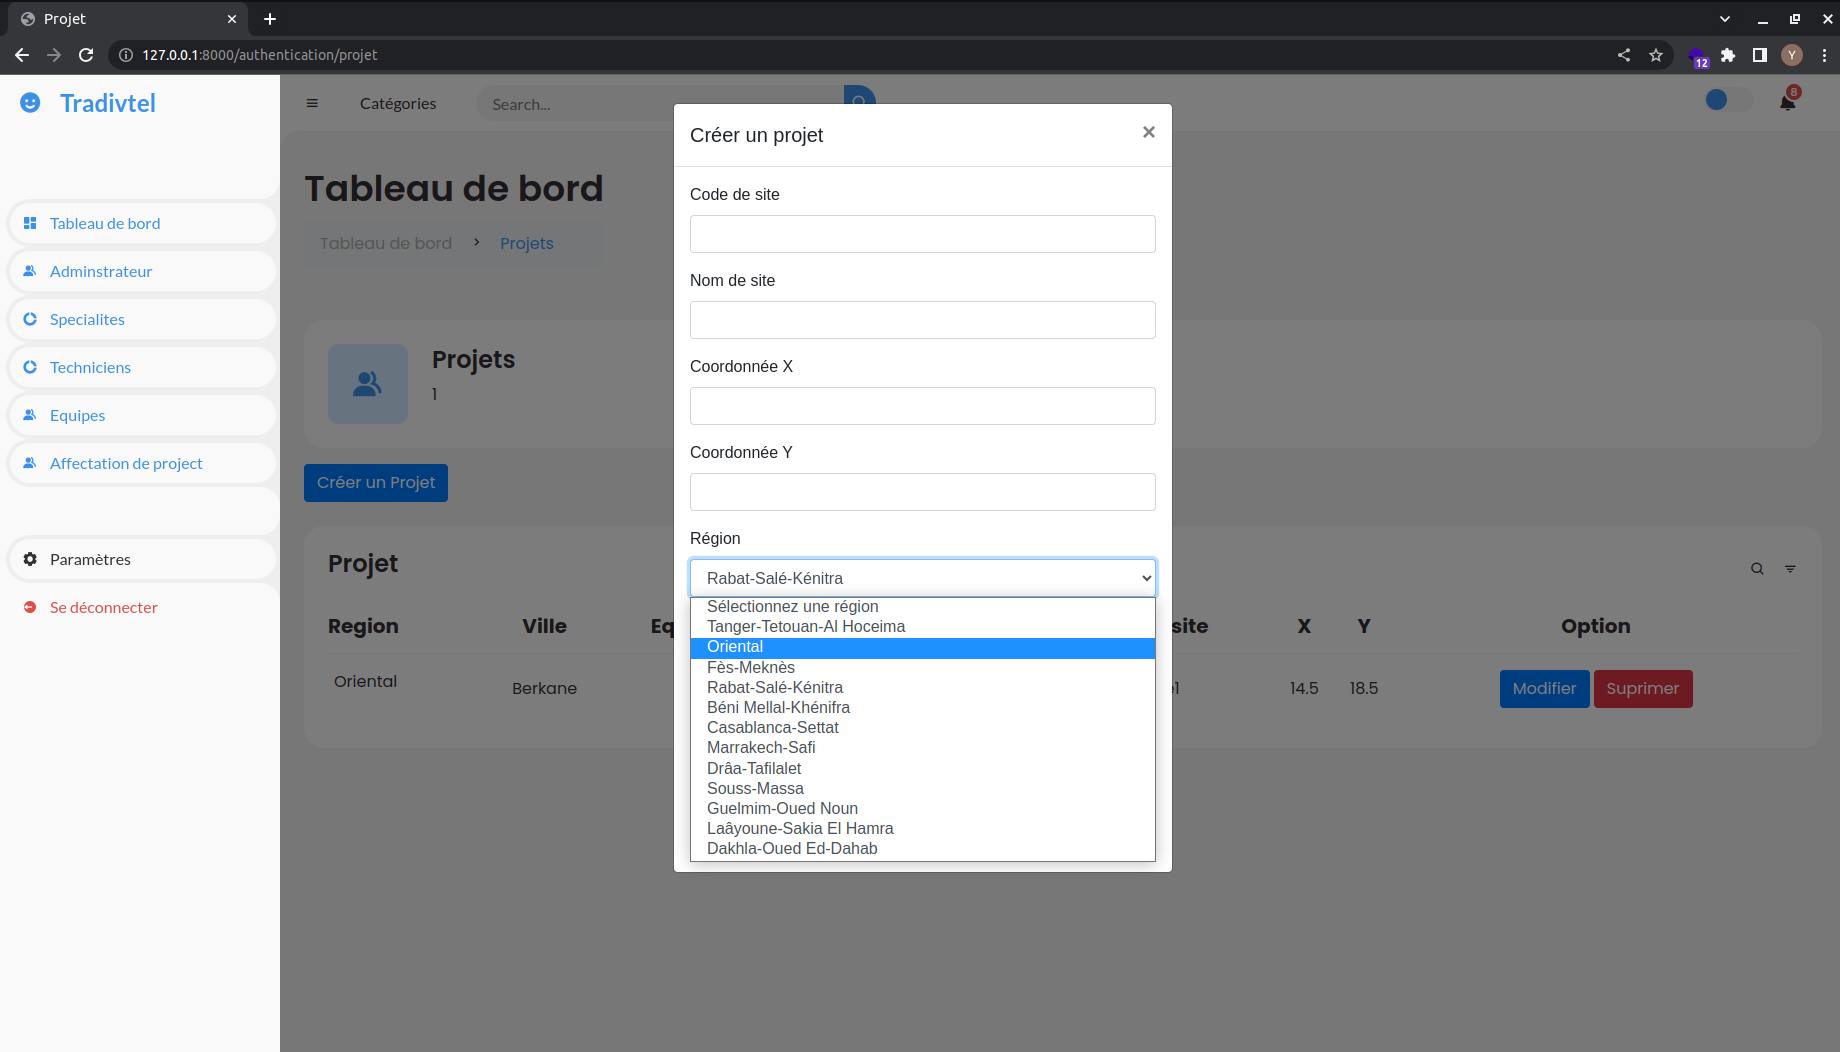 Projet
127.0.0.1:8000/authentication/projet
12
Y
Tradivtel
Catégories
Search...
8
Tableau de bord
Adminstrateur
Specialites
Techniciens
Equipes
Affectation de project
Paramètres
Se déconnecter
Tableau de bord
Tableau de bord > Projets
Projets
1
Créer un Projet
Projet
Region Ville Eq site X Y Option
Oriental Berkane 14.5 18.5 Modifier Suprimer
Créer un projet ×
Code de site
Nom de site
Coordonnée X
Coordonnée Y
Région
Rabat-Salé-Kénitra
Sélectionnez une région
Tanger-Tetouan-Al Hoceima
Oriental
Fès-Meknès
Rabat-Salé-Kénitra
Béni Mellal-Khénifra
Casablanca-Settat
Marrakech-Safi
Drâa-Tafilalet
Souss-Massa
Guelmim-Oued Noun
Laâyoune-Sakia El Hamra
Dakhla-Oued Ed-Dahab